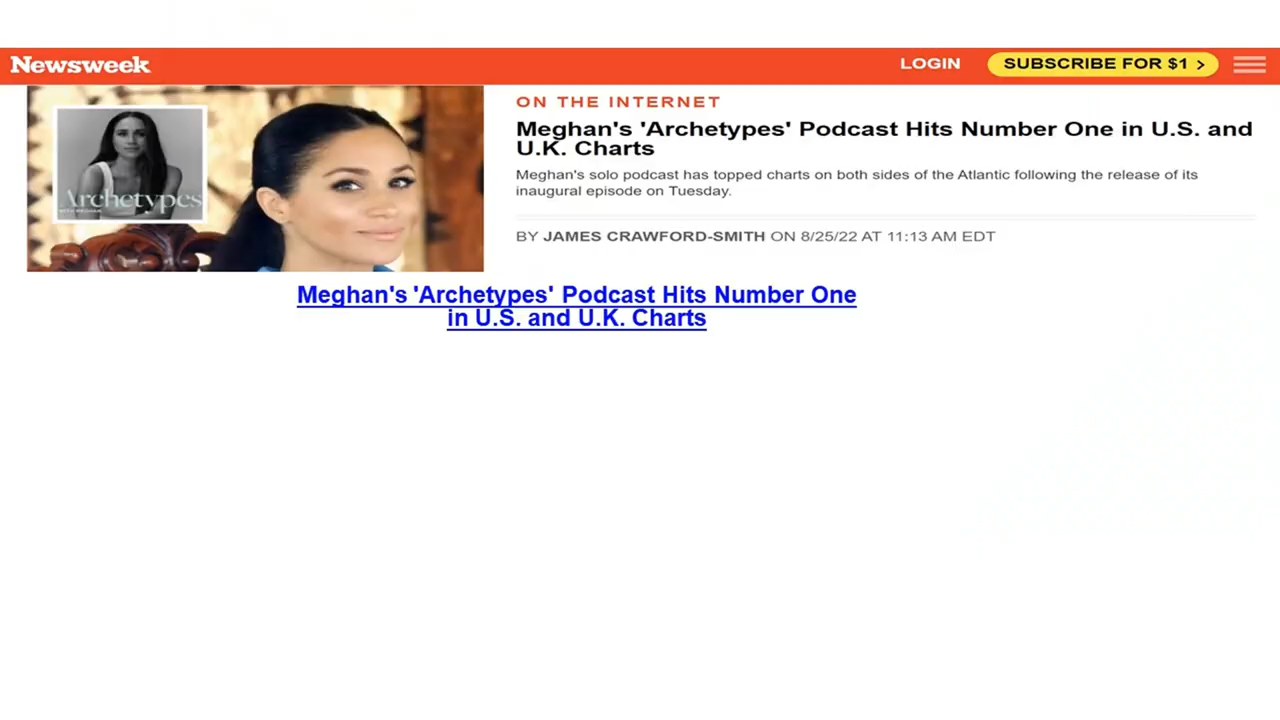 Newsweek
LOGIN
SUBSCRIBE FOR $1 >
Archetypes
WITH MEGHAN
ON THE INTERNET
Meghan's 'Archetypes' Podcast Hits Number One in U.S. and
U.K. Charts
Meghan's solo podcast has topped charts on both sides of the Atlantic following the release of its
inaugural episode on Tuesday.
BY JAMES CRAWFORD-SMITH ON 8/25/22 AT 11:13 AM EDT
Meghan's 'Archetypes' Podcast Hits Number One
in U.S. and U.K. Charts